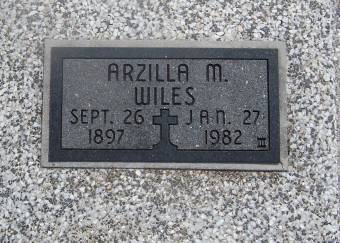 ARZILLA M.
WILES
SEPT. 26 JAN. 27
1897 1982